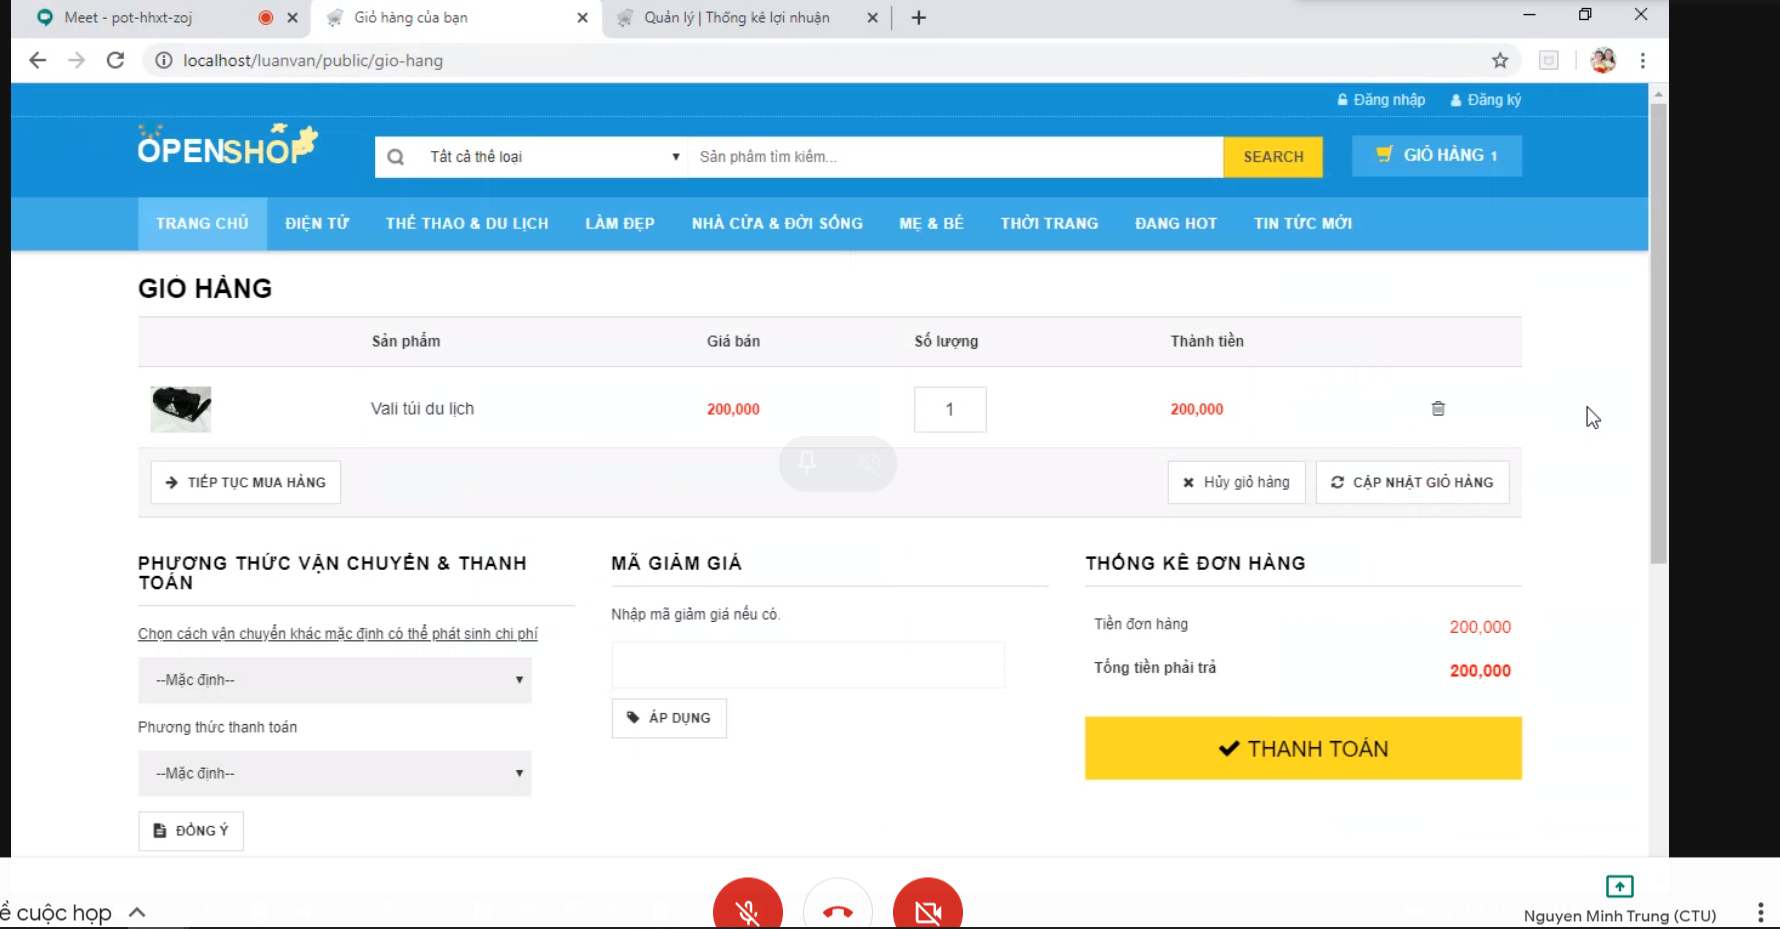 Meet - pot-hhxt-zoj
Giỏ hàng của bạn
Quản lý | Thống kê lợi nhuận
localhost/luanvan/public/gio-hang
Đăng nhập
Đăng ký
OPENSHOP
Tất cả thể loại
Sản phẩm tìm kiếm...
SEARCH
GIỎ HÀNG 1
TRANG CHỦ
ĐIỆN TỬ
THỂ THAO & DU LỊCH
LÀM ĐẸP
NHÀ CỬA & ĐỜI SỐNG
MẸ & BÉ
THỜI TRANG
ĐANG HOT
TIN TỨC MỚI
GIỎ HÀNG
Sản phẩm
Giá bán
Số lượng
Thành tiền
Vali túi du lịch
200,000
1
200,000
TIẾP TỤC MUA HÀNG
Hủy giỏ hàng
CẬP NHẬT GIỎ HÀNG
PHƯƠNG THỨC VẬN CHUYỂN & THANH
TOÁN
Chọn cách vận chuyển khác mặc định có thể phát sinh chi phí
--Mặc định--
Phương thức thanh toán
--Mặc định--
ĐỒNG Ý
MÃ GIẢM GIÁ
Nhập mã giảm giá nếu có.
ÁP DỤNG
THỐNG KÊ ĐƠN HÀNG
Tiền đơn hàng
200,000
Tổng tiền phải trả
200,000
THANH TOÁN
ề cuộc họp
Nguyen Minh Trung (CTU)